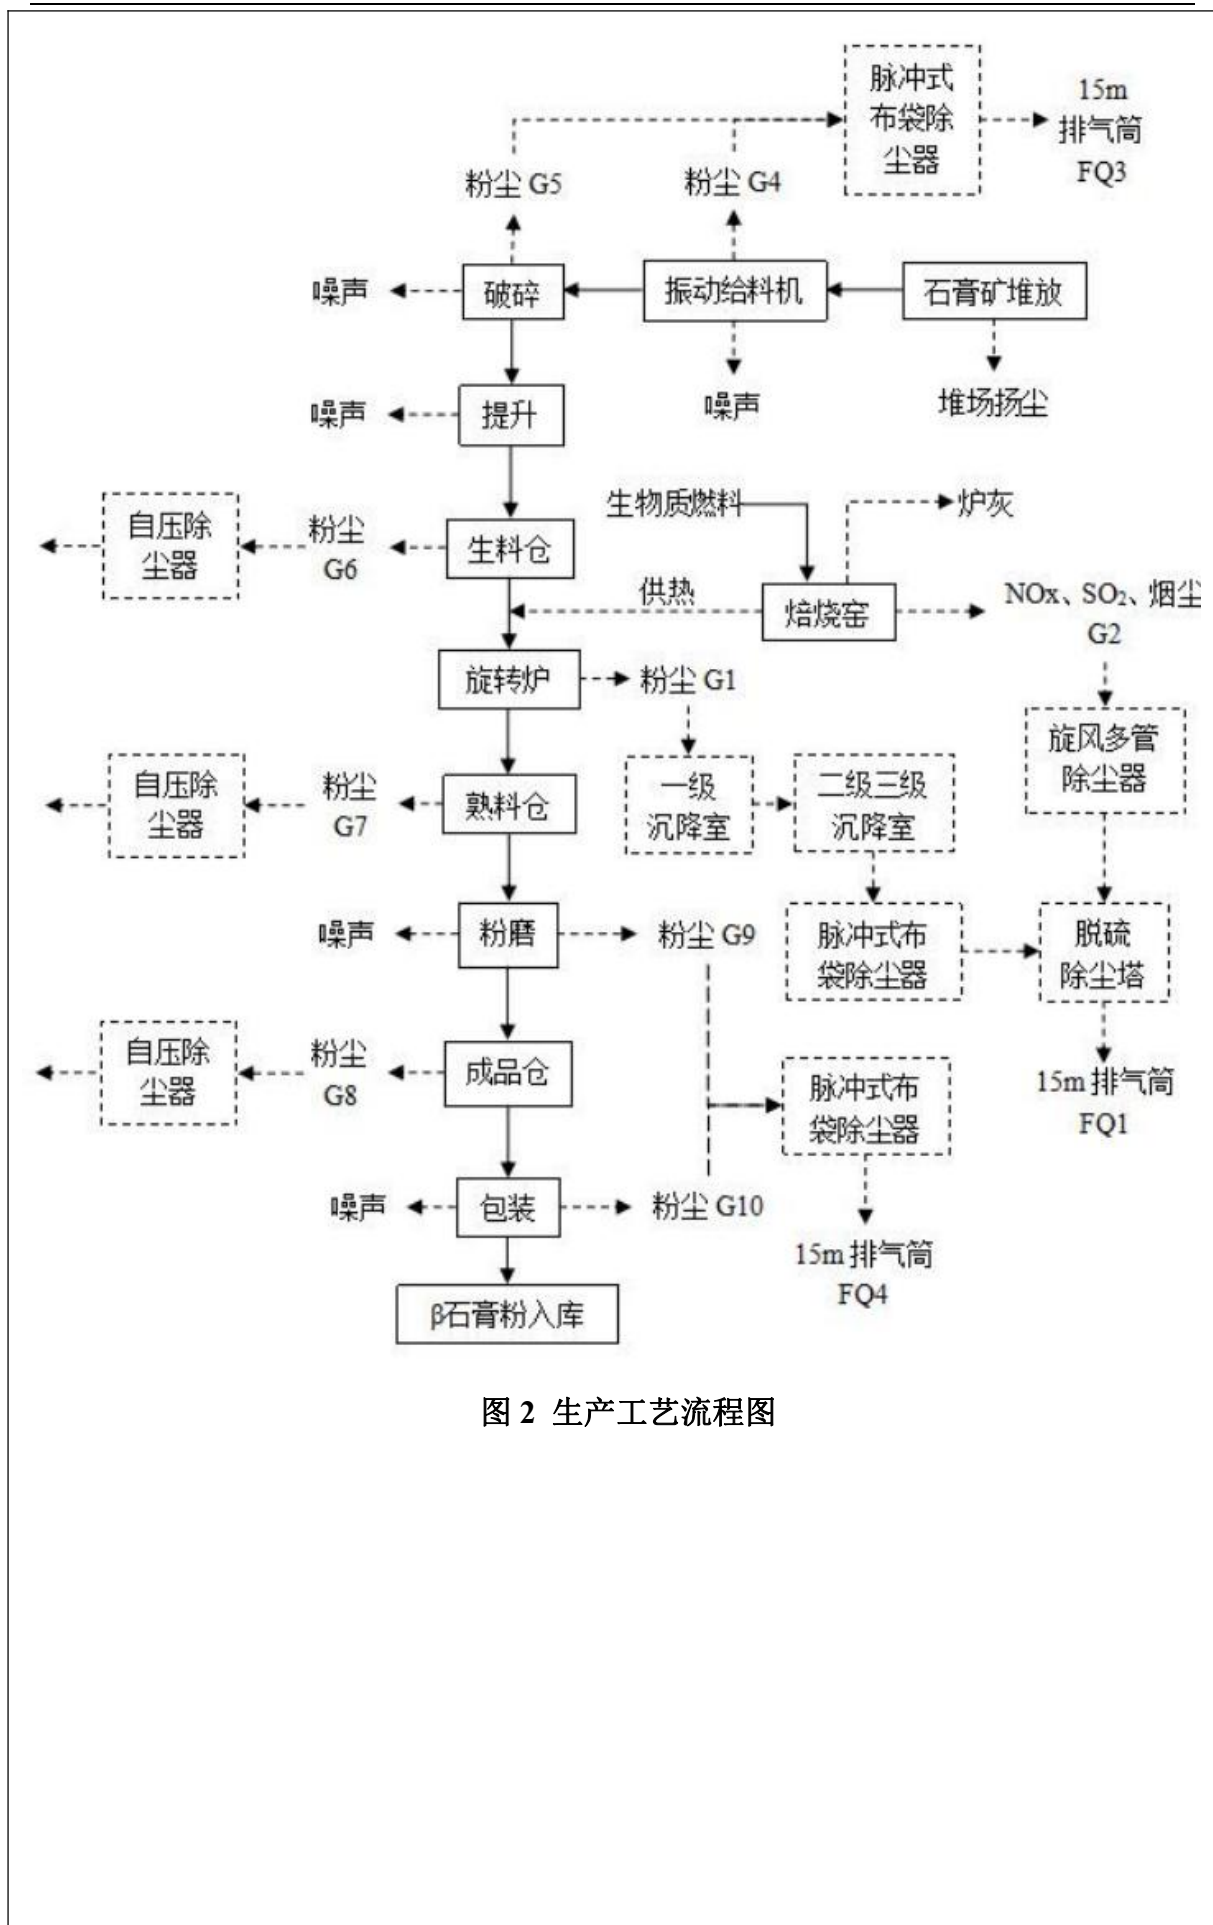 脉冲式
布袋除
尘器
15m
排气筒
FQ3
粉尘 G5
粉尘 G4
噪声
破碎
振动给料机
石膏矿堆放
噪声
提升
噪声
堆场扬尘
自压除
尘器
粉尘
G6
生料仓
生物质燃料
炉灰
供热
焙烧窑
NOx、SO₂、烟尘
G2
旋转炉
粉尘 G1
旋风多管
除尘器
自压除
尘器
粉尘
G7
熟料仓
一级
沉降室
二级三级
沉降室
噪声
粉磨
粉尘 G9
脉冲式布
袋除尘器
脱硫
除尘塔
自压除
尘器
粉尘
G8
成品仓
脉冲式布
袋除尘器
15m 排气筒
FQ1
噪声
包装
粉尘 G10
15m 排气筒
FQ4
β石膏粉入库
图 2 生产工艺流程图